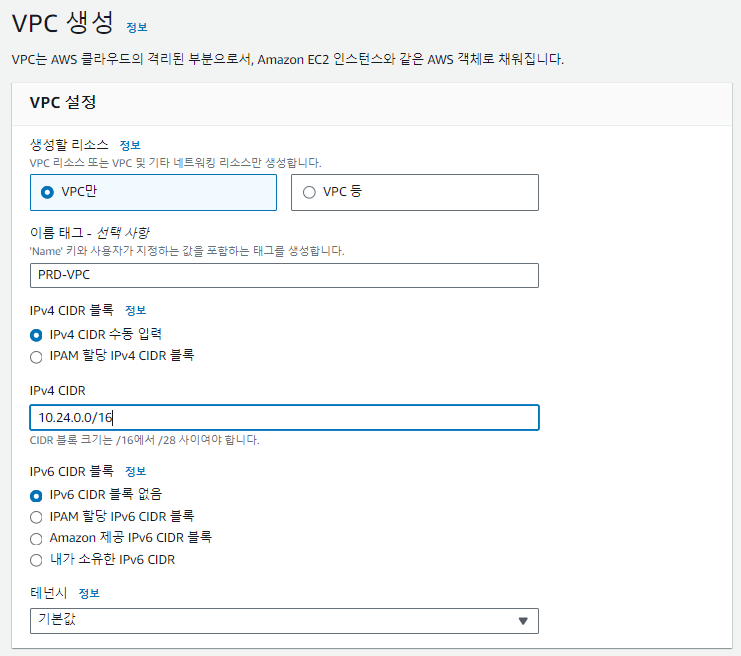 VPC 생성 정보
VPC는 AWS 클라우드의 격리된 부분으로서, Amazon EC2 인스턴스와 같은 AWS 객체로 채워집니다.
VPC 설정
생성할 리소스 정보
VPC 리소스 또는 VPC 및 기타 네트워킹 리소스만 생성합니다.
VPC만 VPC 등
이름 태그 - 선택 사항
'Name' 키와 사용자가 지정하는 값을 포함하는 태그를 생성합니다.
PRD-VPC
IPv4 CIDR 블록 정보
IPv4 CIDR 수동 입력
IPAM 할당 IPv4 CIDR 블록
IPv4 CIDR
10.24.0.0/16
CIDR 블록 크기는 /16에서 /28 사이여야 합니다.
IPv6 CIDR 블록 정보
IPv6 CIDR 블록 없음
IPAM 할당 IPv6 CIDR 블록
Amazon 제공 IPv6 CIDR 블록
내가 소유한 IPv6 CIDR
테넌시 정보
기본값